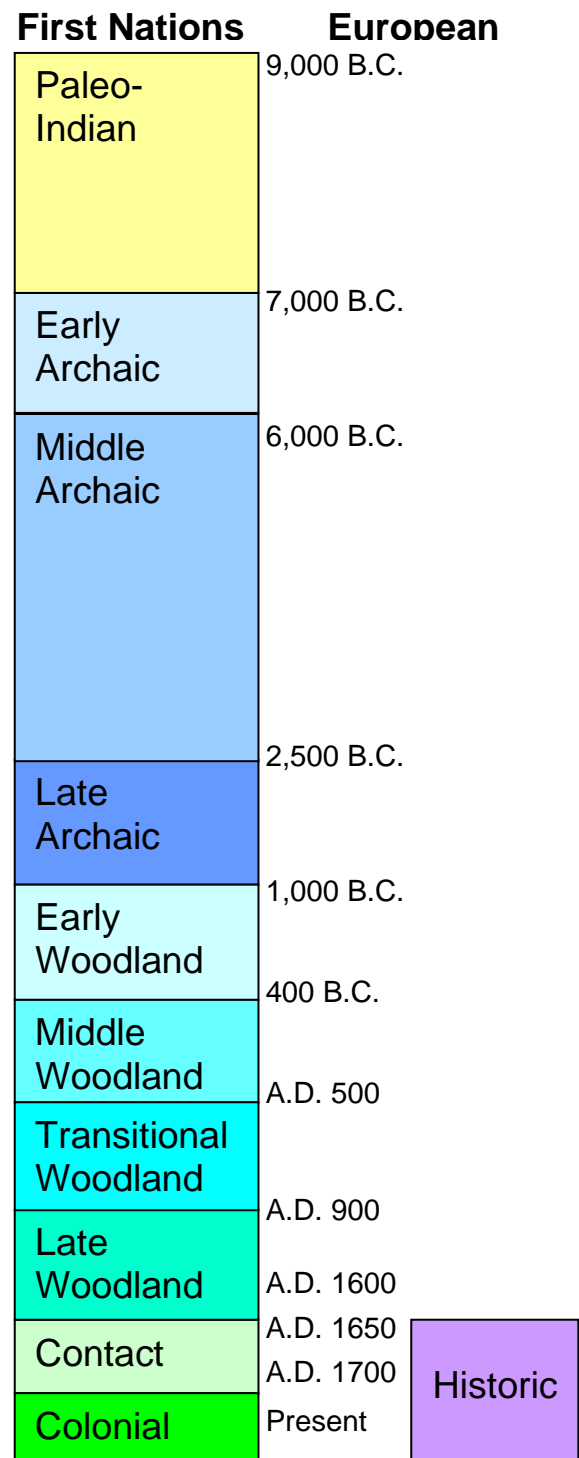 First Nations European
9,000 B.C.
Paleo-
Indian
7,000 B.C.
Early
Archaic
6,000 B.C.
Middle
Archaic
2,500 B.C.
Late
Archaic
1,000 B.C.
Early
Woodland
400 B.C.
Middle
Woodland
A.D. 500
Transitional
Woodland
A.D. 900
Late
Woodland
A.D. 1600
A.D. 1650
Contact
A.D. 1700
Historic
Colonial
Present